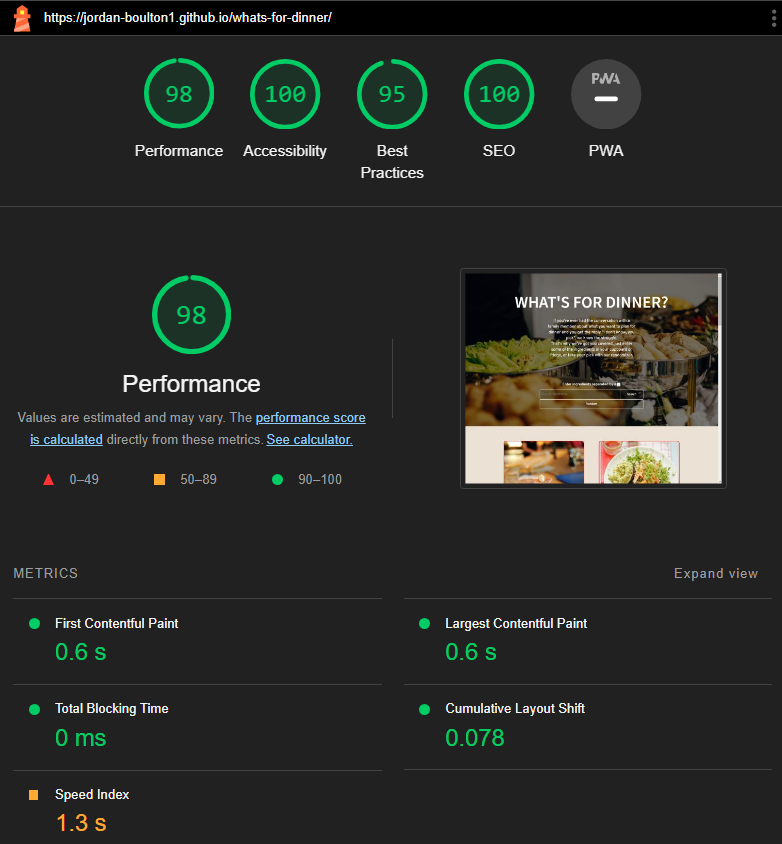 https://jordan-boulton1.github.io/whats-for-dinner/
98
100
95
100
PWA
Performance
Accessibility
Best
Practices
SEO
PWA
98
Performance
Values are estimated and may vary. The performance score
is calculated directly from these metrics. See calculator.
0–49
50–89
90–100
WHAT'S FOR DINNER?
METRICS
Expand view
First Contentful Paint
0.6 s
Largest Contentful Paint
0.6 s
Total Blocking Time
0 ms
Cumulative Layout Shift
0.078
Speed Index
1.3 s